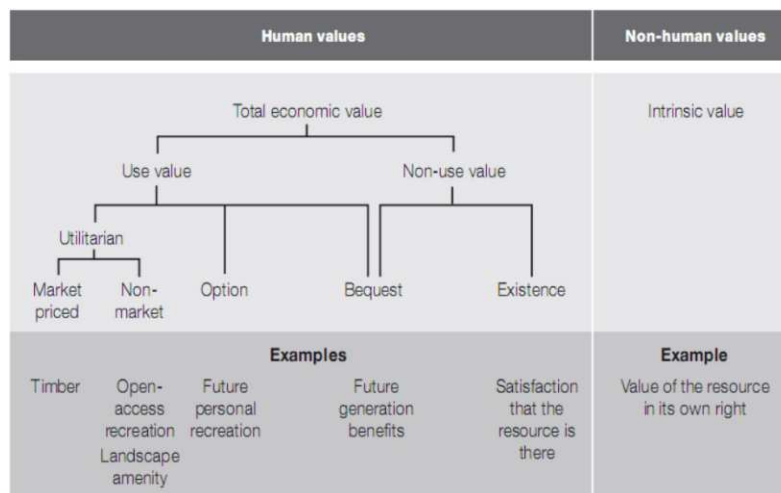 Human values
Non-human values
Total economic value
Intrinsic value
Use value
Non-use value
Utilitarian
Market
priced
Non-
market
Option
Bequest
Existence
Examples
Example
Timber
Open-
access
recreation
Landscape
amenity
Future
personal
recreation
Future
generation
benefits
Satisfaction
that the
resource is
there
Value of the resource
in its own right